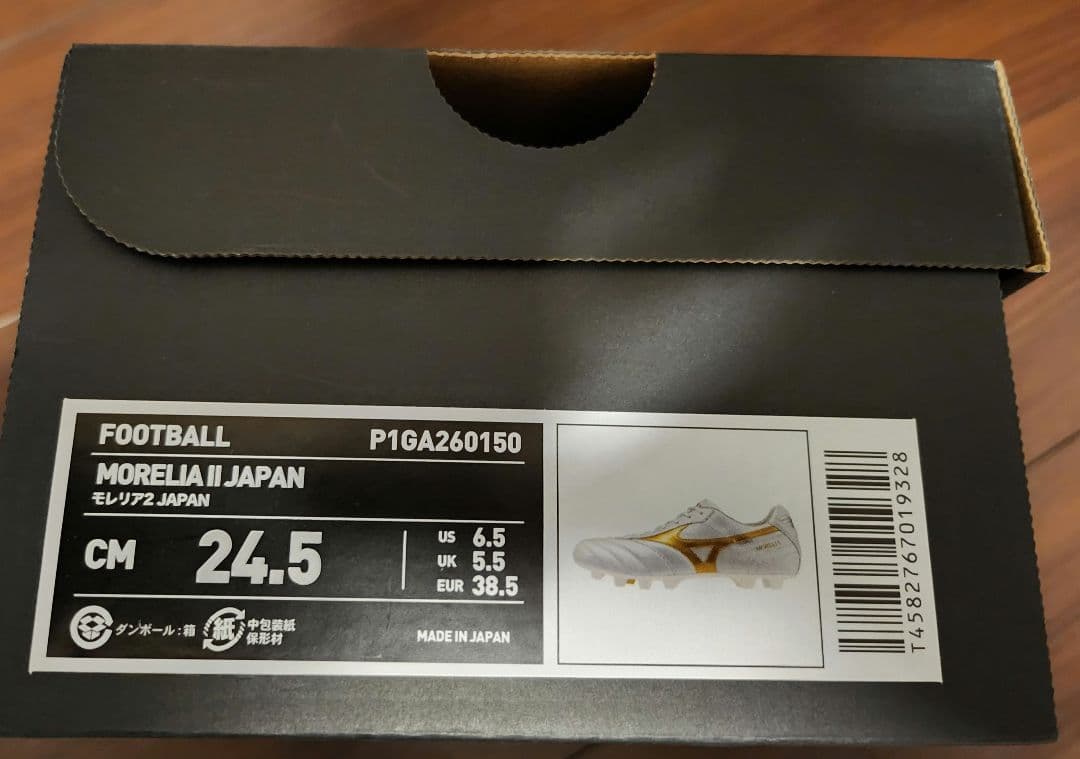 FOOTBALL P1GA260150
MORELIA II JAPAN
モレリア2 JAPAN
CM 24.5
US 6.5
UK 5.5
EUR 38.5
ダンボール:箱
紙 中包装紙
保形材
MADE IN JAPAN
MORELIA
T4582767019328